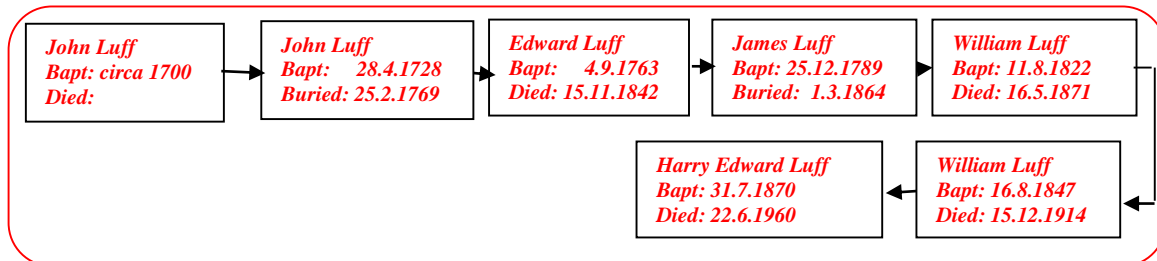 John Luff
Bapt: circa 1700
Died:
John Luff
Bapt: 28.4.1728
Buried: 25.2.1769
Edward Luff
Bapt: 4.9.1763
Died: 15.11.1842
James Luff
Bapt: 25.12.1789
Buried: 1.3.1864
William Luff
Bapt: 11.8.1822
Died: 16.5.1871
William Luff
Bapt: 16.8.1847
Died: 15.12.1914
Harry Edward Luff
Bapt: 31.7.1870
Died: 22.6.1960